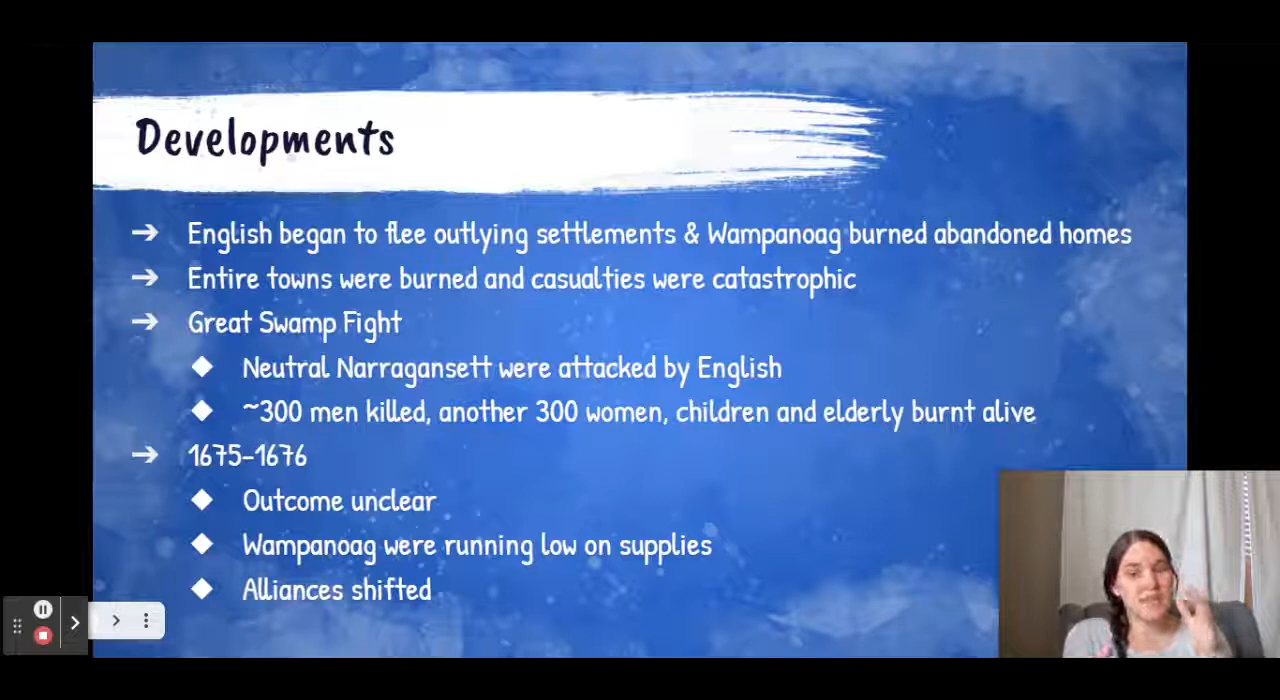 Developments
➔ English began to flee outlying settlements & Wampanoag burned abandoned homes
➔ Entire towns were burned and casualties were catastrophic
➔ Great Swamp Fight
◆ Neutral Narragansett were attacked by English
◆ ~300 men killed, another 300 women, children and elderly burnt alive
➔ 1675-1676
◆ Outcome unclear
◆ Wampanoag were running low on supplies
◆ Alliances shifted